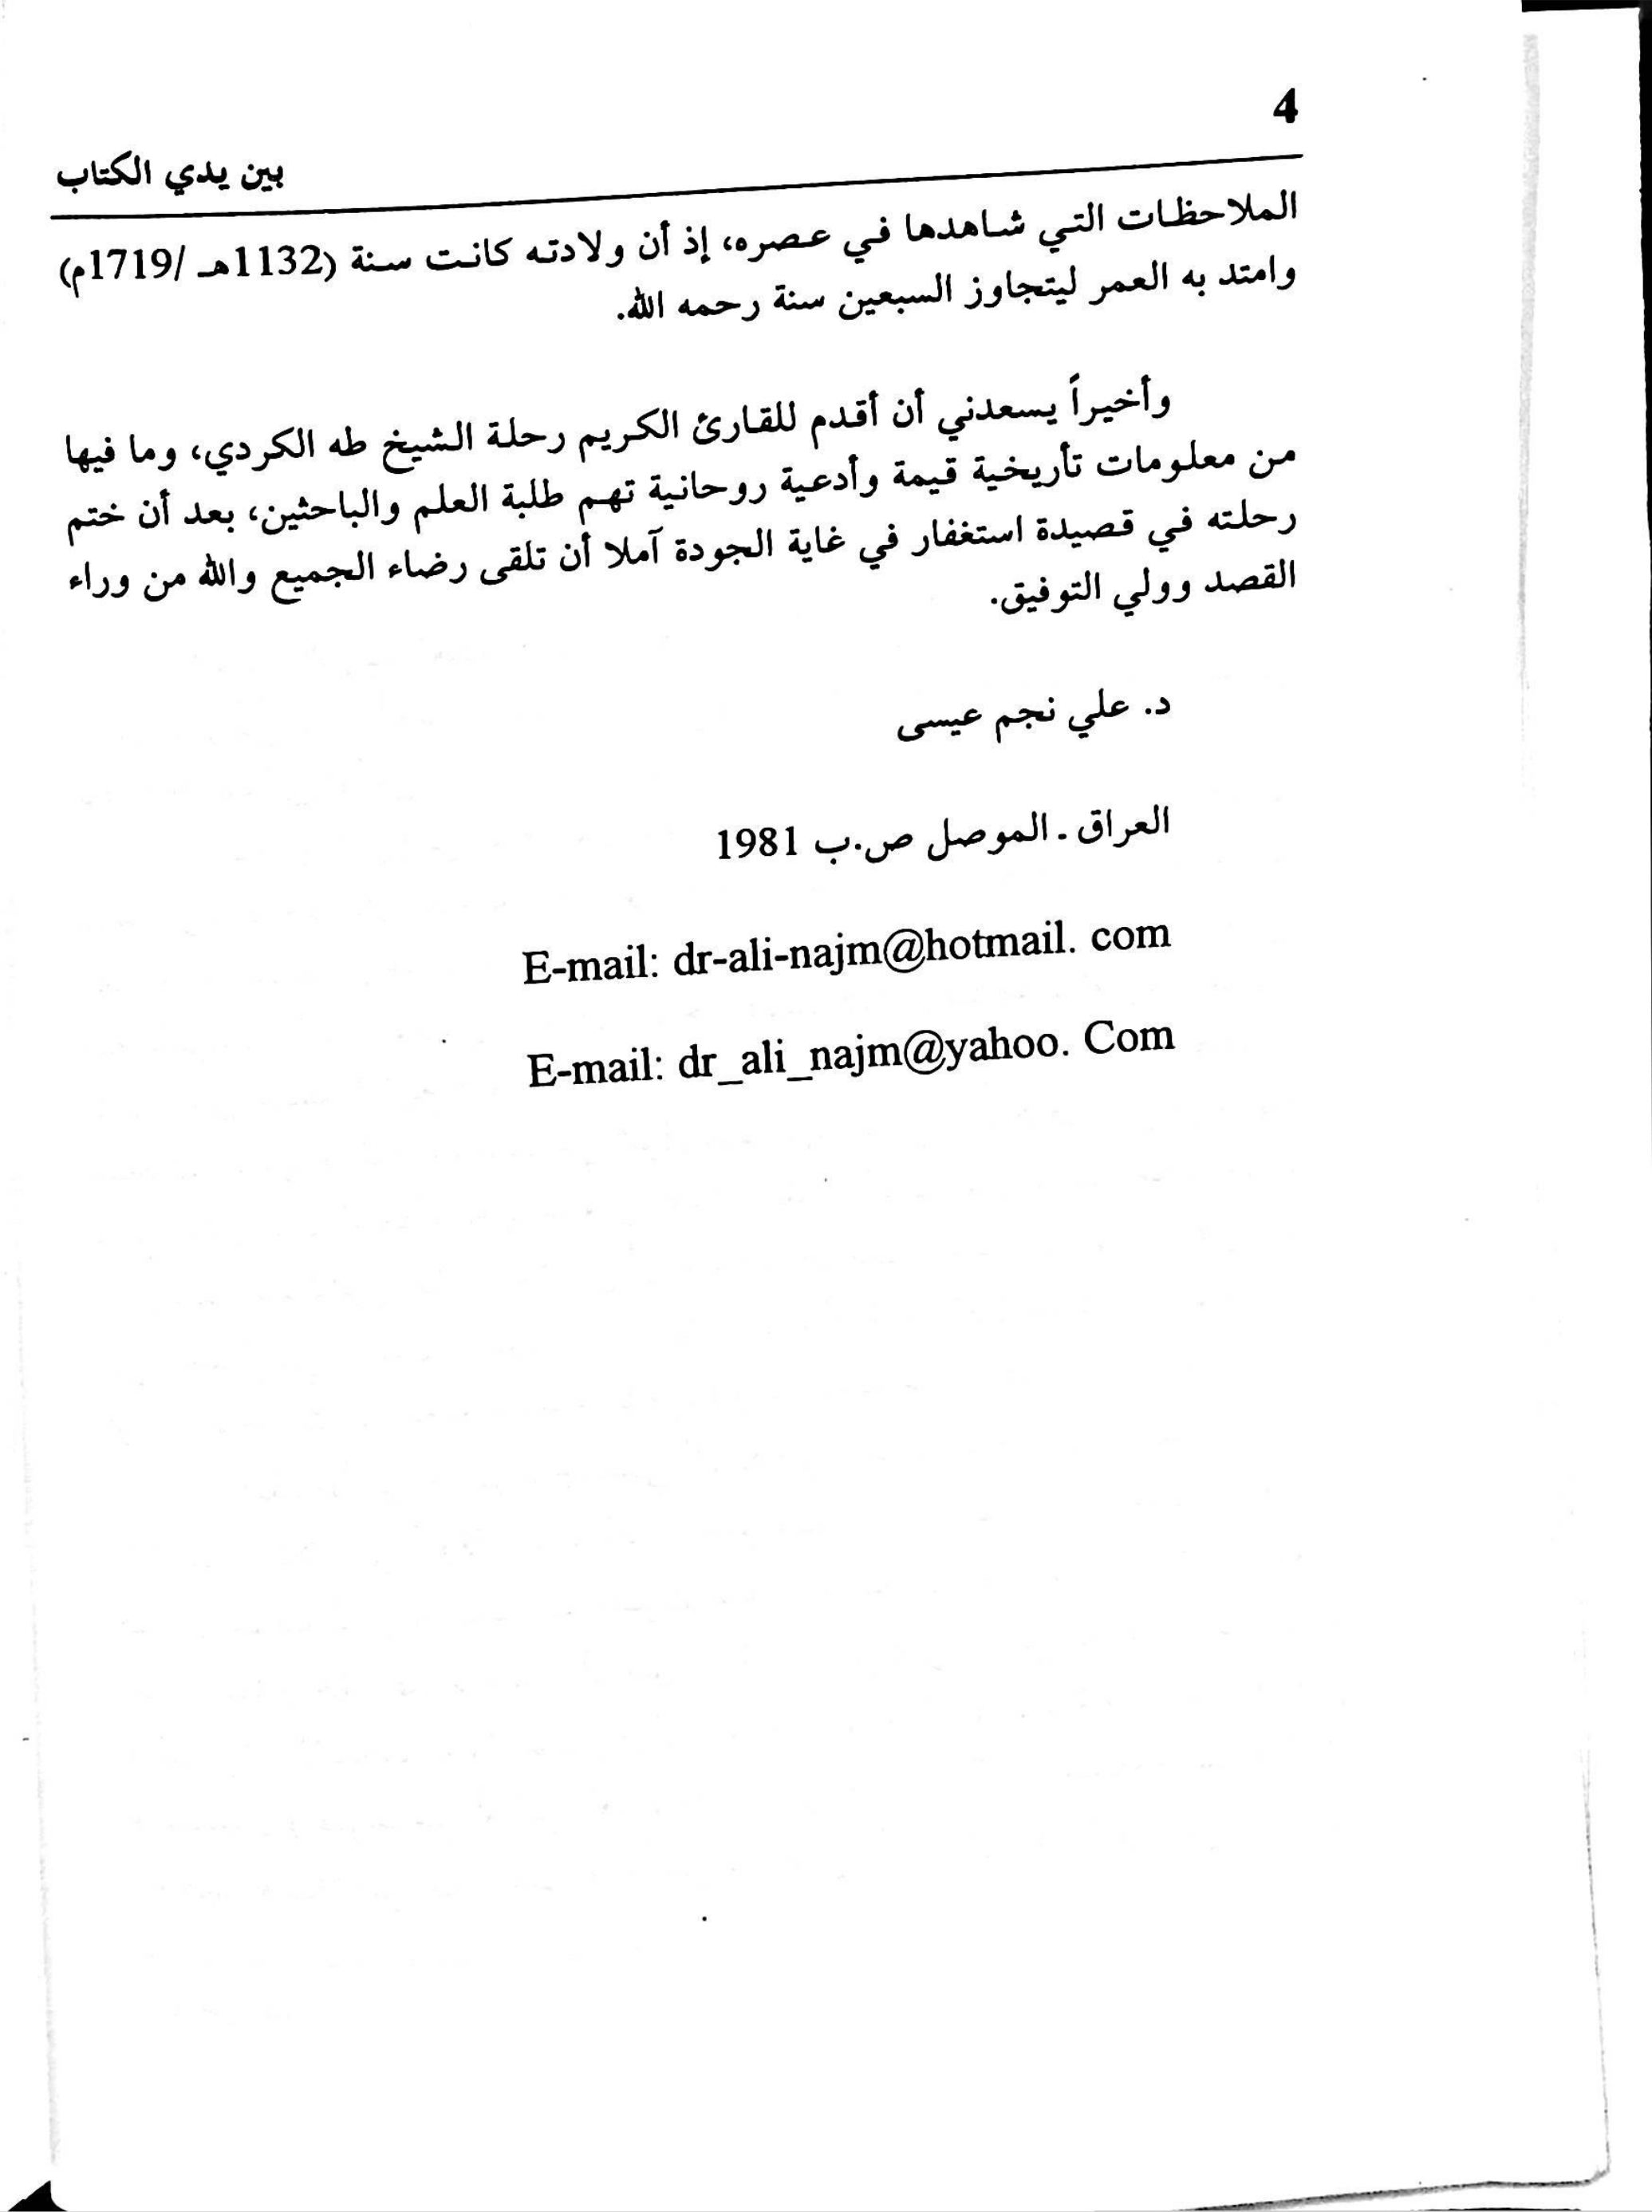 4
بين يدي الكتاب
الملاحظات التي شاهدها في عصره، إذ أن ولادته كانت سنة (1132هـ /1719م)
وامتد به العمر ليتجاوز السبعين سنة رحمه الله.
وأخيراً يسعدني أن أقدم للقارئ الكريم رحلة الشيخ طه الكردي، وما فيها
من معلومات تأريخية قيمة وأدعية روحانية تهم طلبة العلم والباحثين، بعد أن ختم
رحلته في قصيدة استغفار في غاية الجودة آملا أن تلقى رضاء الجميع والله من وراء
القصد وولي التوفيق.
د. علي نجم عيسى
العراق ـ الموصل ص.ب 1981
E-mail: dr-ali-najm@hotmail. com
E-mail: dr_ali_najm@yahoo. Com